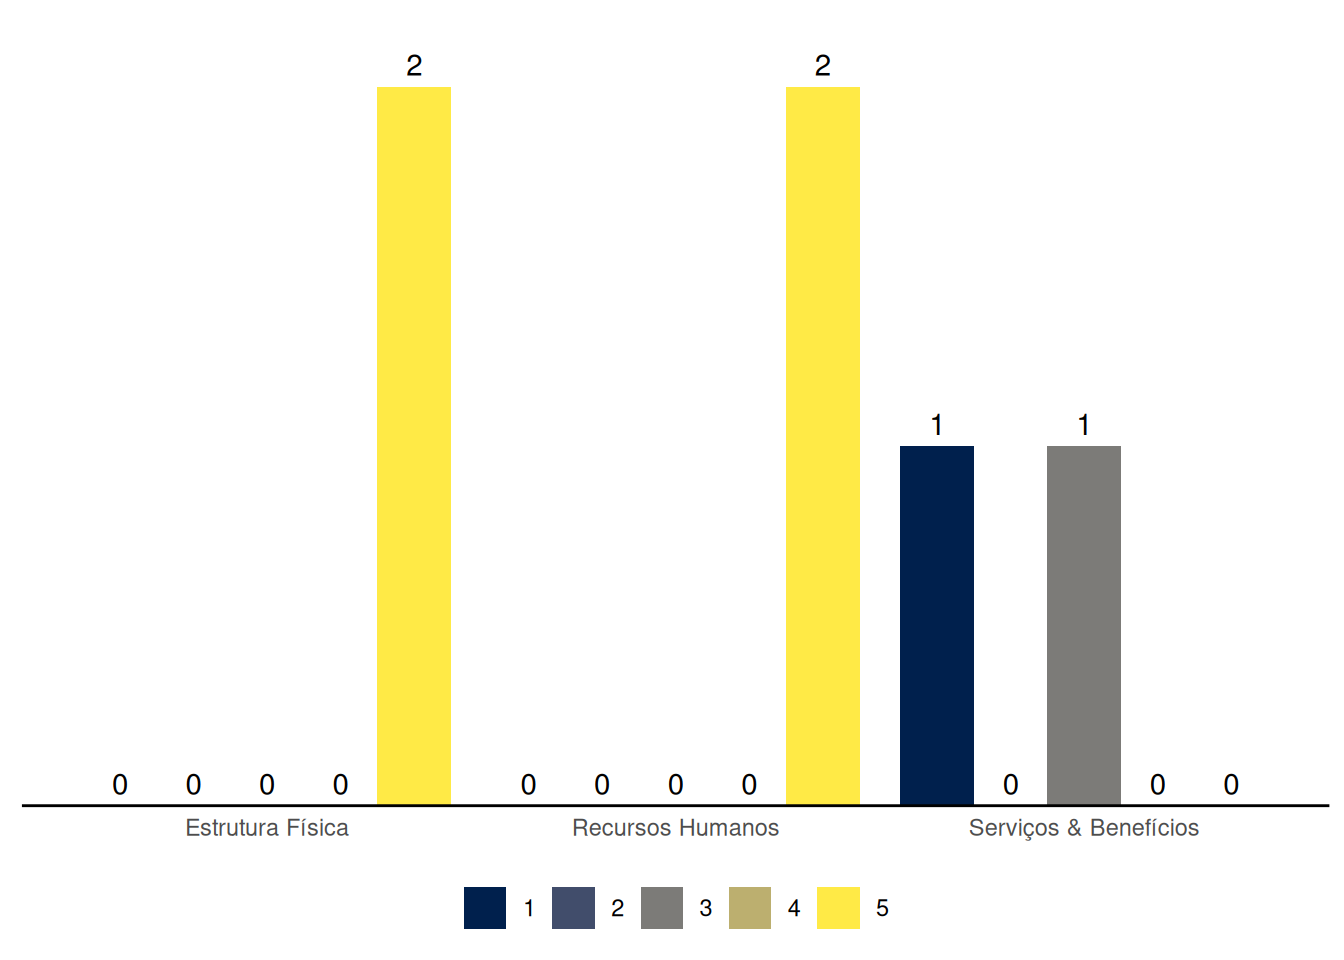 2 2
1 1
0 0 0 0 0 0 0 0 0 0 0
Estrutura Física Recursos Humanos Serviços & Benefícios
1 2 3 4 5